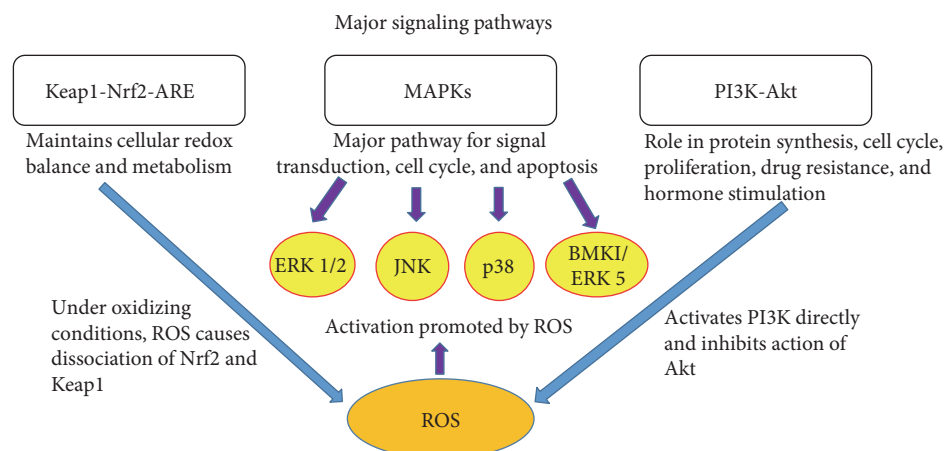 Major signaling pathways
Keap1-Nrf2-ARE
Maintains cellular redox
balance and metabolism
MAPKs
Major pathway for signal
transduction, cell cycle, and apoptosis
PI3K-Akt
Role in protein synthesis, cell cycle,
proliferation, drug resistance, and
hormone stimulation
ERK 1/2
JNK
p38
BMKI/
ERK 5
Under oxidizing
conditions, ROS causes
dissociation of Nrf2 and
Keap1
Activation promoted by ROS
Activates PI3K directly
and inhibits action of
Akt
ROS